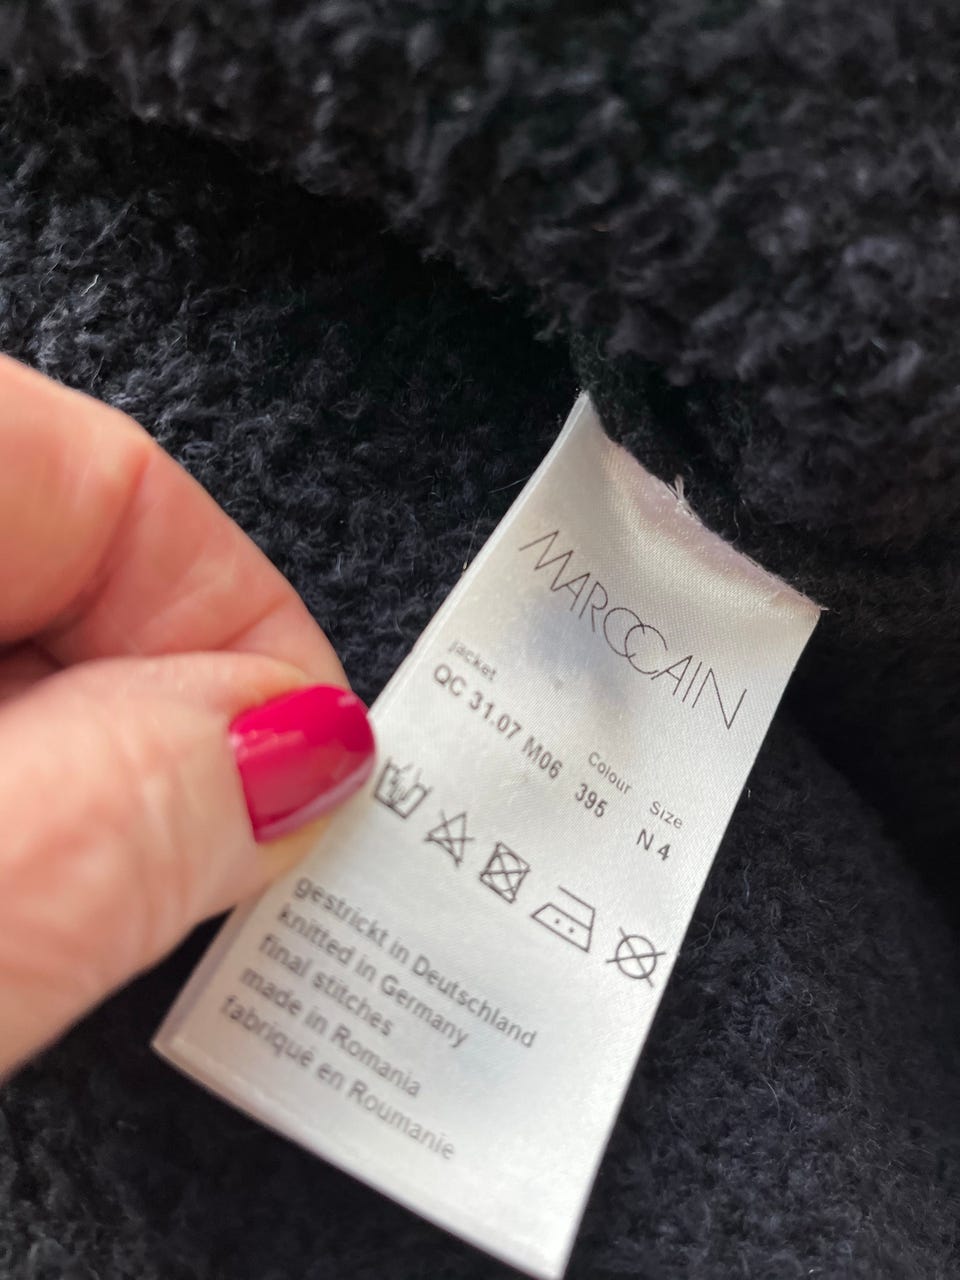 MARCCAIN
jacket Colour Size
QC 31.07 M06 395 N 4
gestrickt in Deutschland
knitted in Germany
final stitches
made in Romania
fabriqué en Roumanie